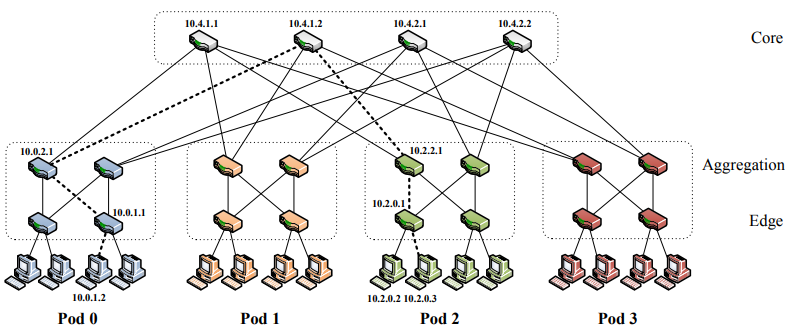 10.4.1.1 10.4.1.2 10.4.2.1 10.4.2.2
Core
10.0.2.1 10.2.2.1
Aggregation
10.0.1.1 10.2.0.1
Edge
10.0.1.2 10.2.0.2 10.2.0.3
Pod 0 Pod 1 Pod 2 Pod 3